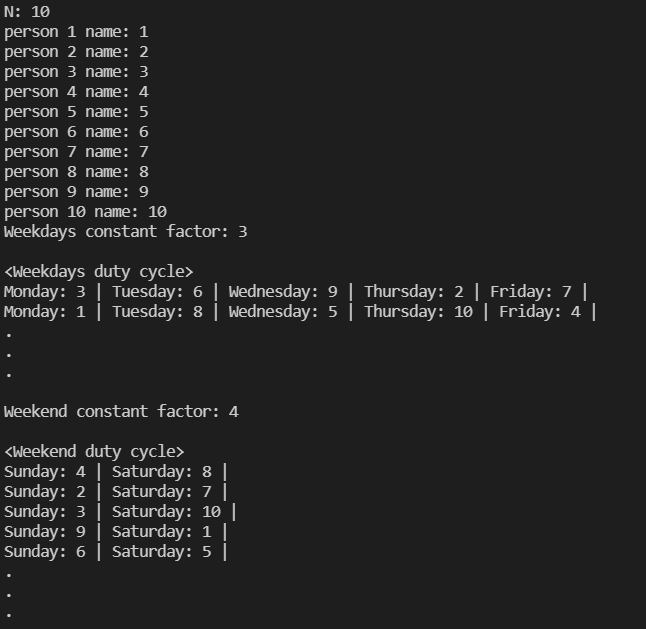 N: 10
person 1 name: 1
person 2 name: 2
person 3 name: 3
person 4 name: 4
person 5 name: 5
person 6 name: 6
person 7 name: 7
person 8 name: 8
person 9 name: 9
person 10 name: 10
Weekdays constant factor: 3
<Weekdays duty cycle>
Monday: 3 | Tuesday: 6 | Wednesday: 9 | Thursday: 2 | Friday: 7 |
Monday: 1 | Tuesday: 8 | Wednesday: 5 | Thursday: 10 | Friday: 4 |
.
.
.
Weekend constant factor: 4
<Weekend duty cycle>
Sunday: 4 | Saturday: 8 |
Sunday: 2 | Saturday: 7 |
Sunday: 3 | Saturday: 10 |
Sunday: 9 | Saturday: 1 |
Sunday: 6 | Saturday: 5 |
.
.
.